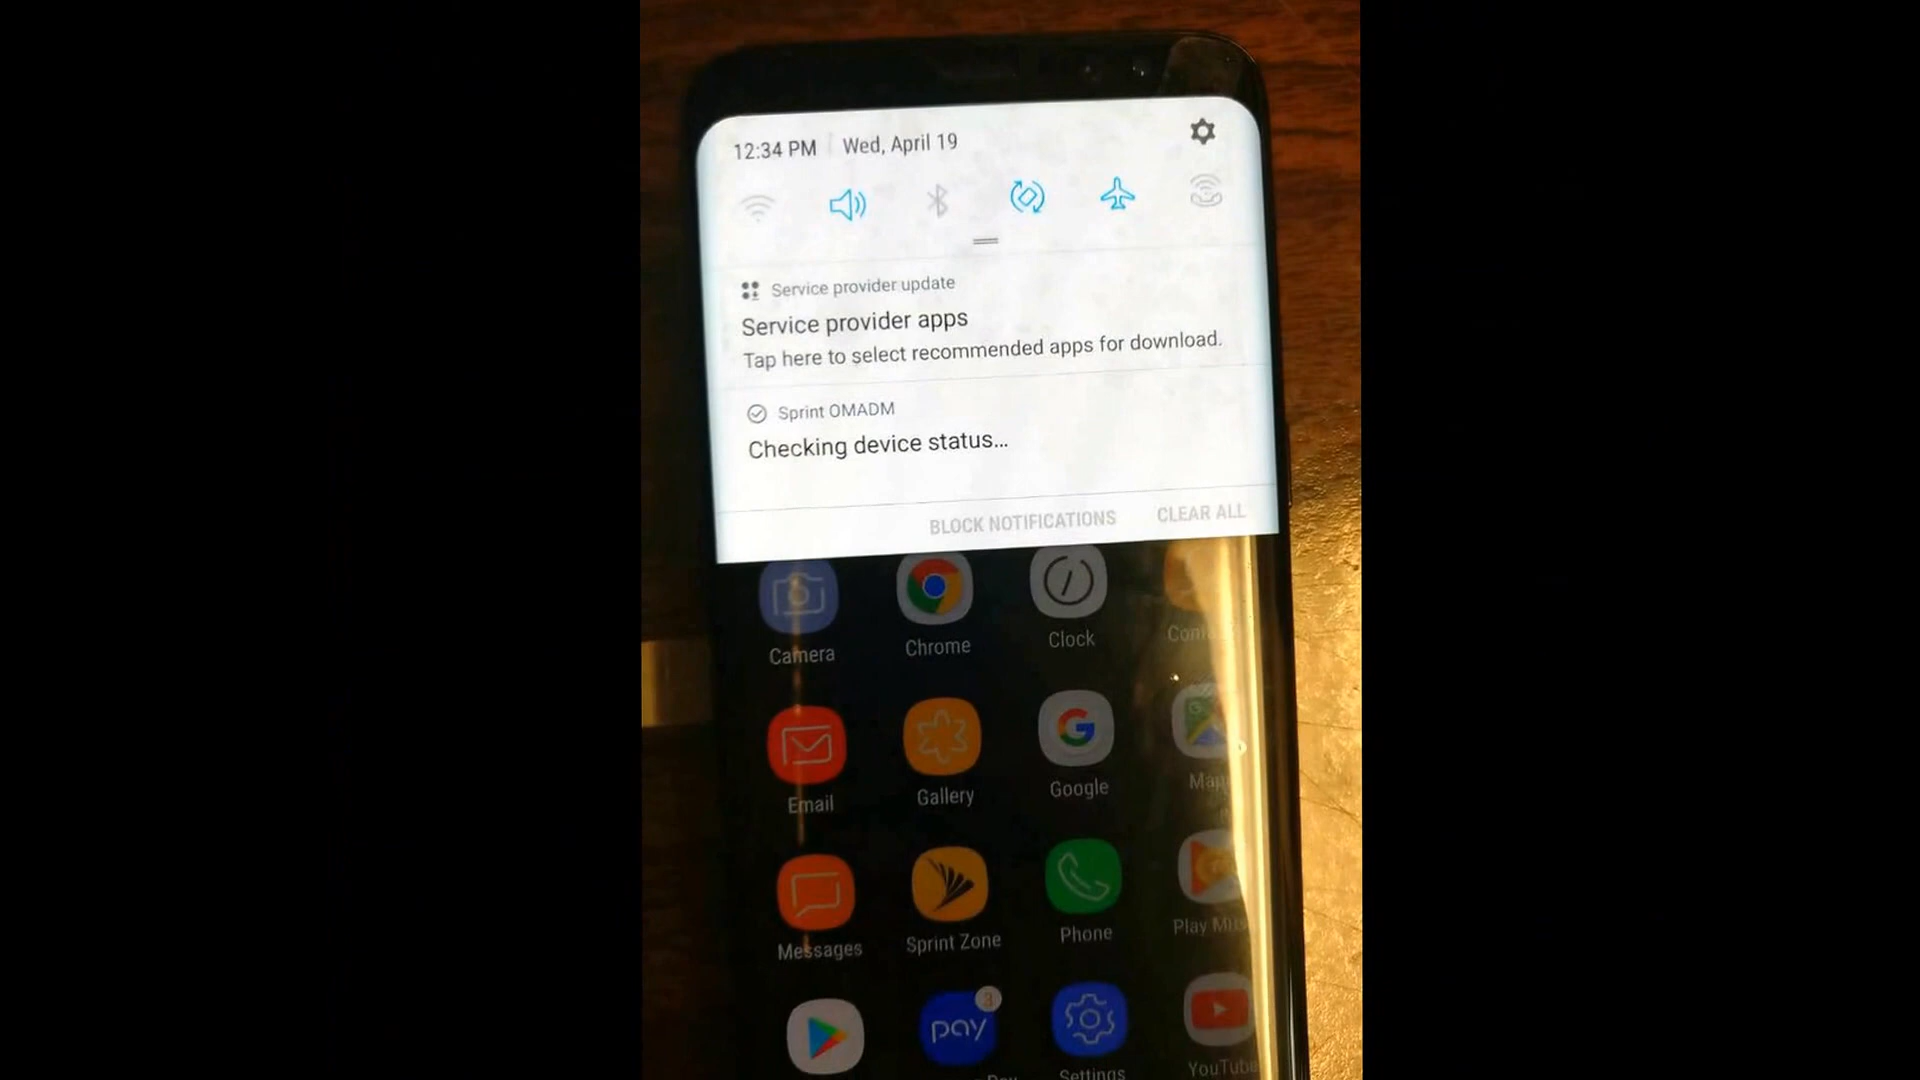 12:34 PM Wed, April 19
Service provider update
Service provider apps
Tap here to select recommended apps for download.
Sprint OMADM
Checking device status...
BLOCK NOTIFICATIONS CLEAR ALL
Camera Chrome Clock
Email Gallery Google Map
Messages Sprint Zone Phone Play
pay 3
Settings YouTube